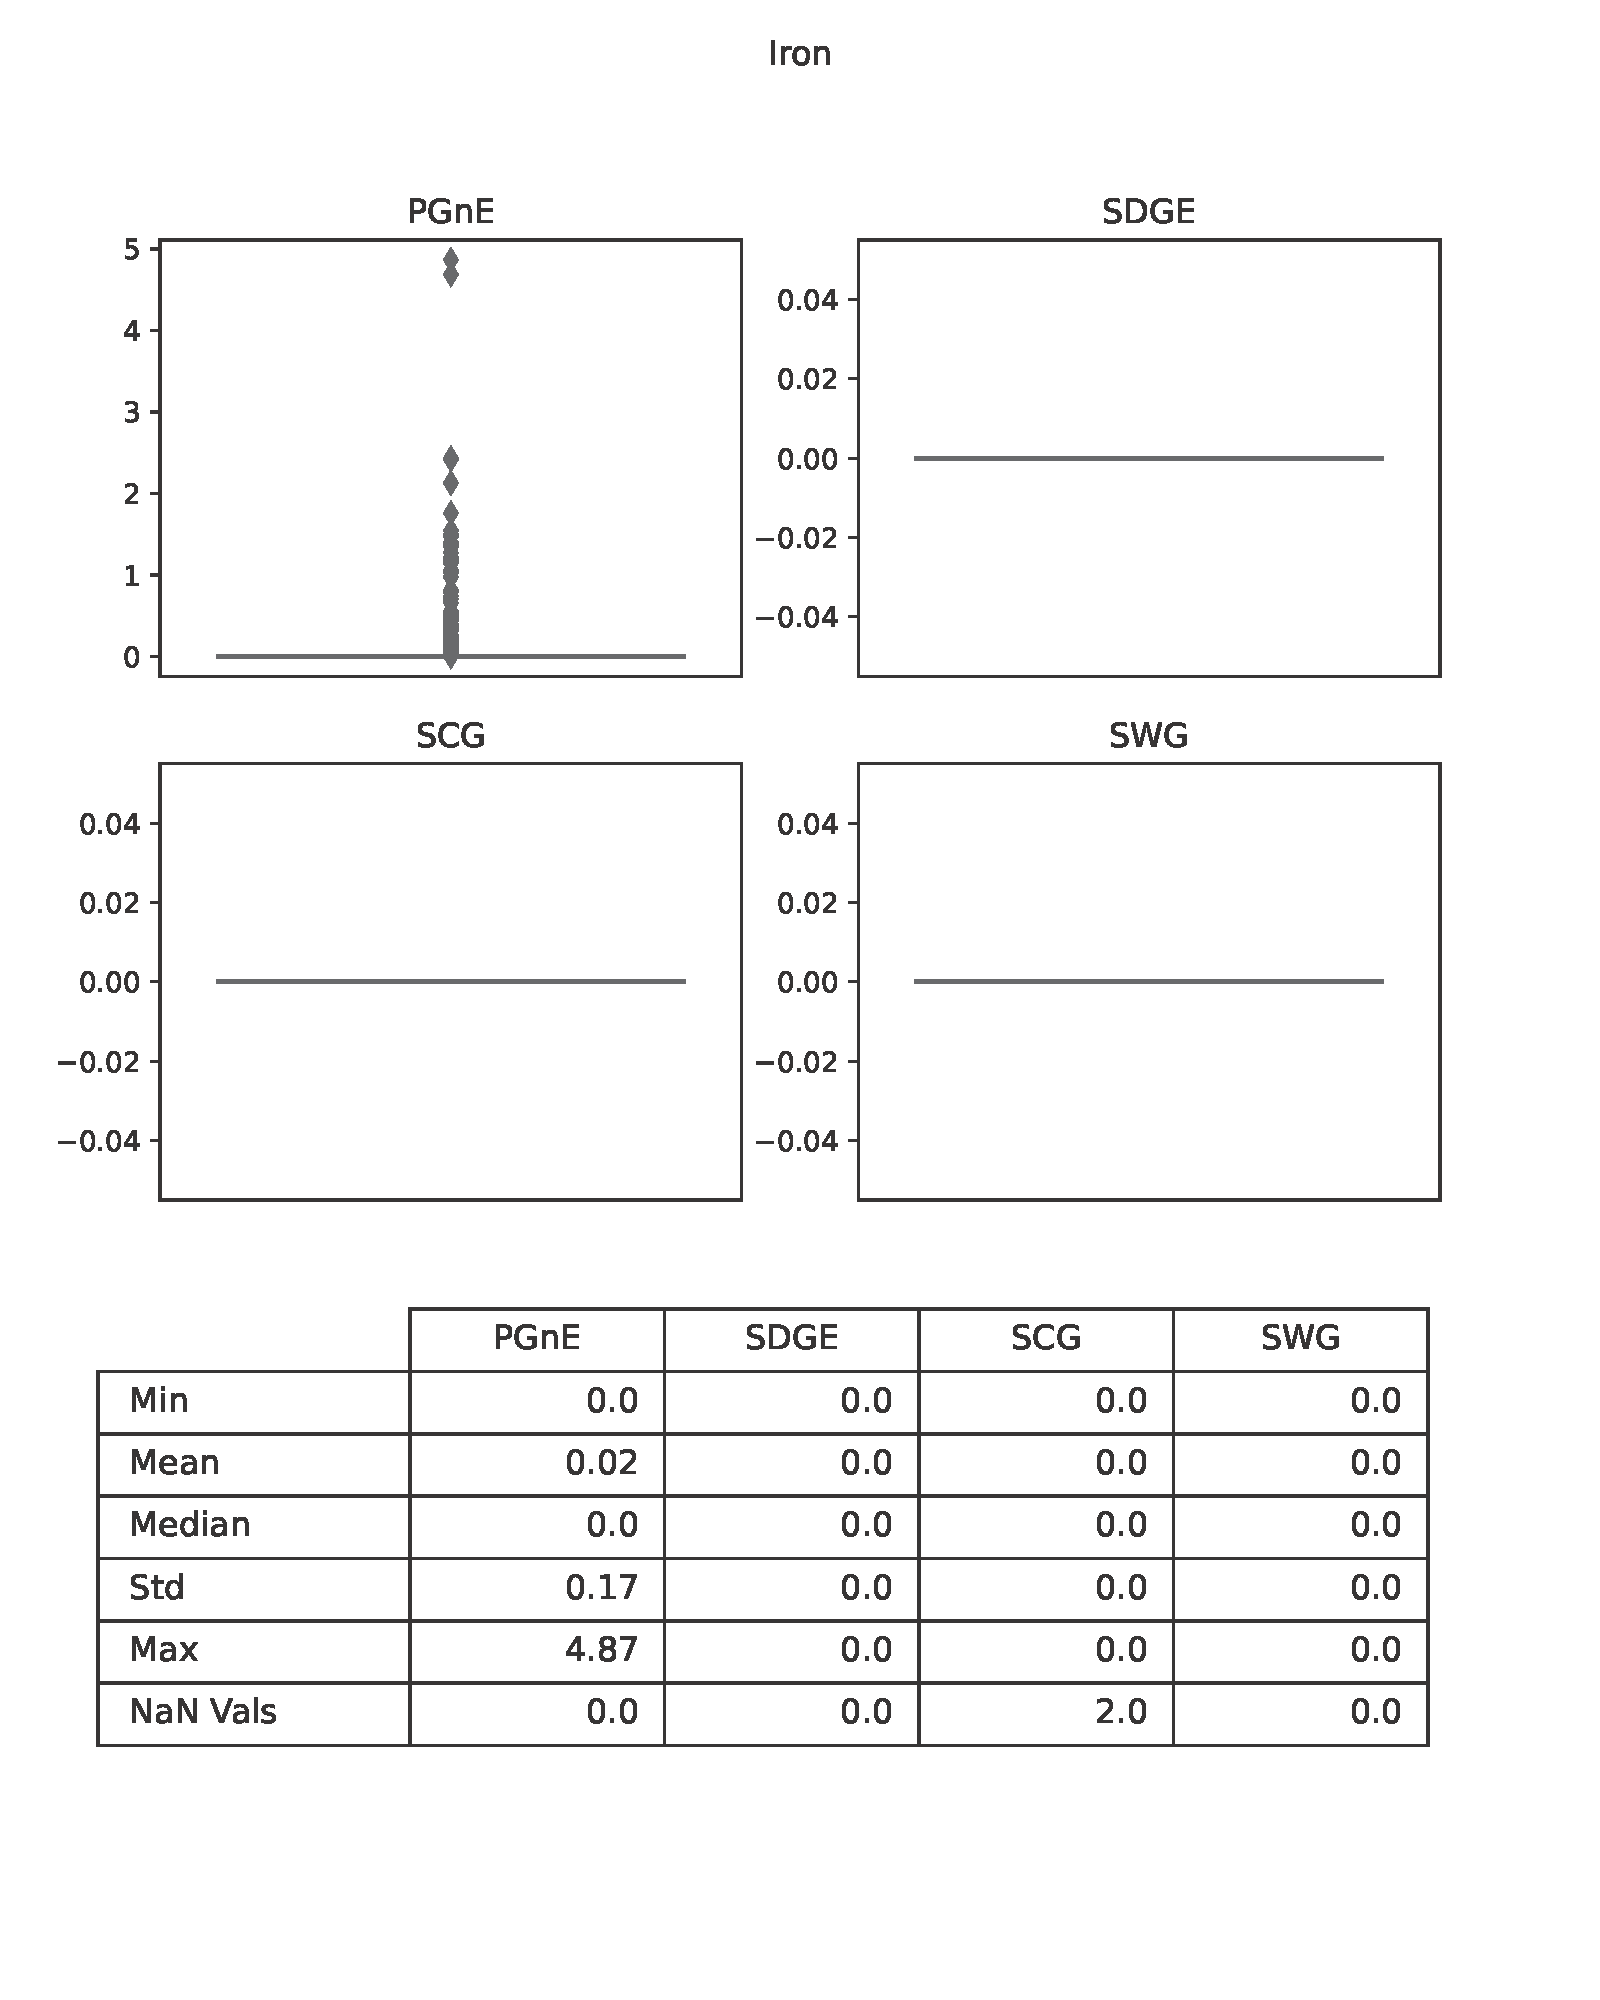 Iron
PGnE
5
4
3
2
1
0
SDGE
0.04
0.02
0.00
−0.02
−0.04
SCG
0.04
0.02
0.00
−0.02
−0.04
SWG
0.04
0.02
0.00
−0.02
−0.04
PGnE SDGE SCG SWG
Min 0.0 0.0 0.0 0.0
Mean 0.02 0.0 0.0 0.0
Median 0.0 0.0 0.0 0.0
Std 0.17 0.0 0.0 0.0
Max 4.87 0.0 0.0 0.0
NaN Vals 0.0 0.0 2.0 0.0